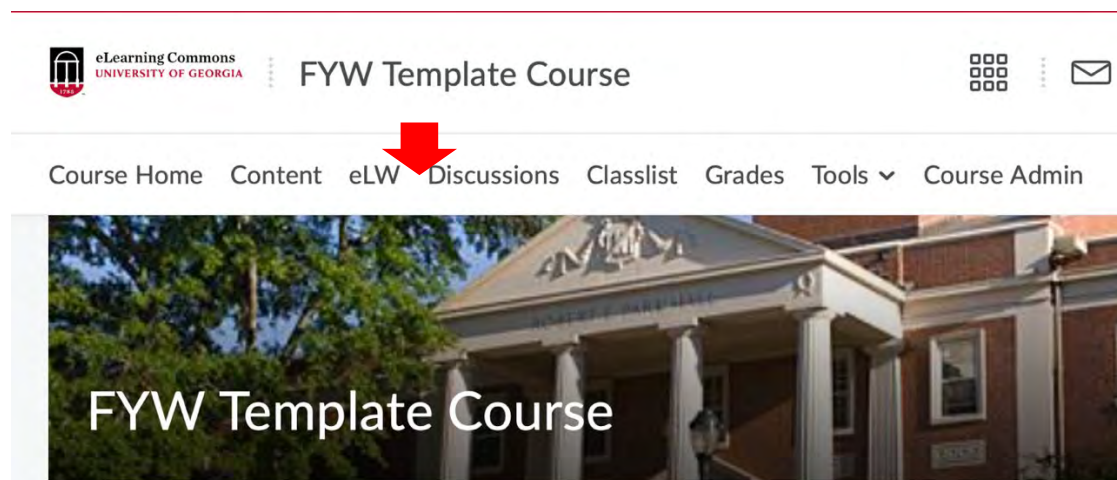 eLearning Commons
UNIVERSITY OF GEORGIA
1785
FYW Template Course
Course Home Content eLW Discussions Classlist Grades Tools Course Admin
FYW Template Course